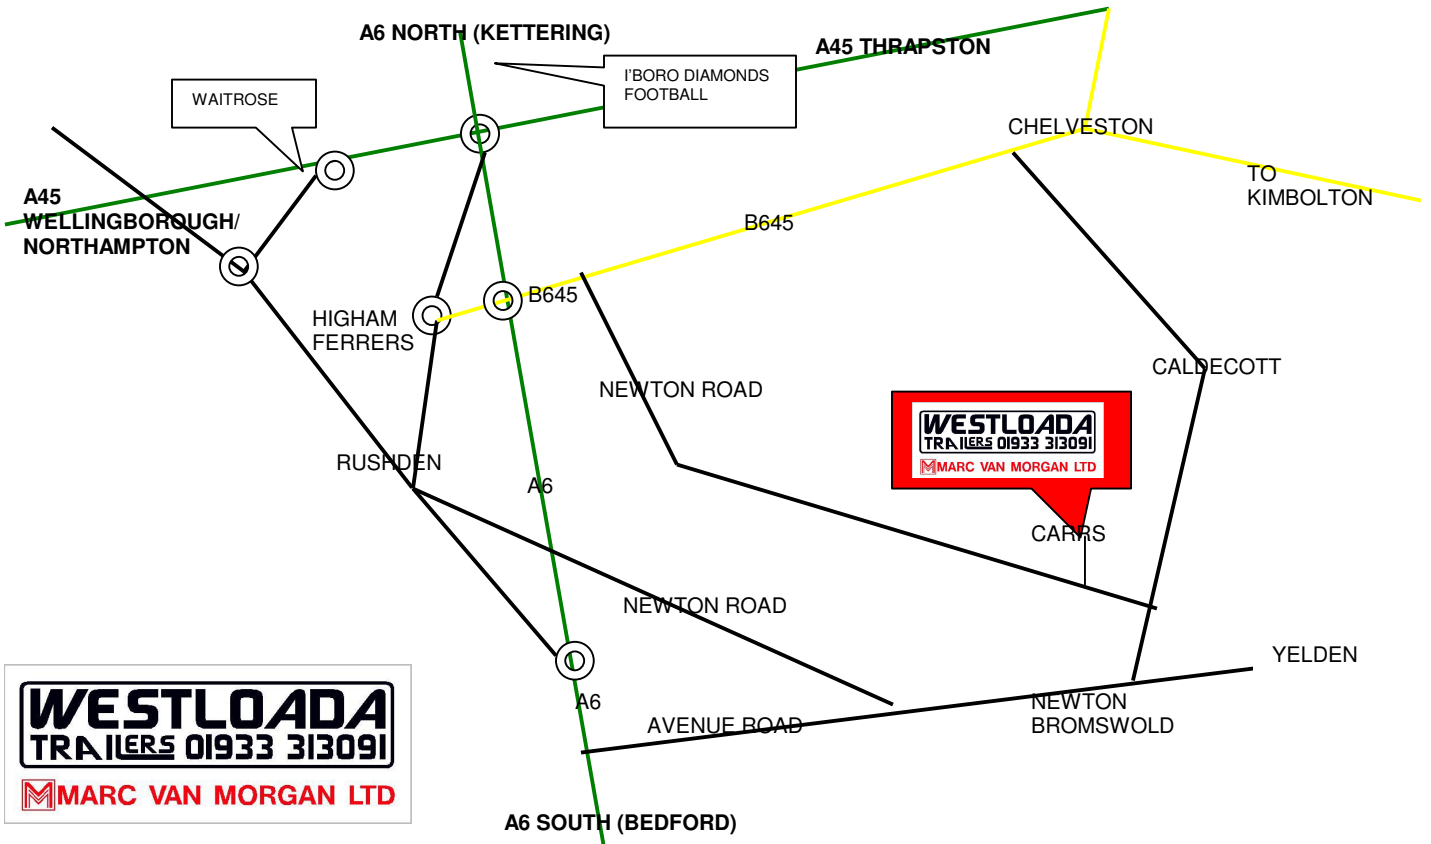 A6 NORTH (KETTERING)
A45 THRAPSTON
I'BORO DIAMONDS
FOOTBALL
WAITROSE
CHELVESTON
TO
KIMBOLTON
A45
WELLINGBOROUGH/
NORTHAMPTON
B645
B645
HIGHAM
FERRERS
NEWTON ROAD
CALDECOTT
WESTLOADA
TRAILERS 01933 313091
MARC VAN MORGAN LTD
RUSHDEN
A6
CARRS
NEWTON ROAD
YELDEN
A6
AVENUE ROAD
NEWTON
BROMSWOLD
WESTLOADA
TRAILERS 01933 313091
MARC VAN MORGAN LTD
A6 SOUTH (BEDFORD)